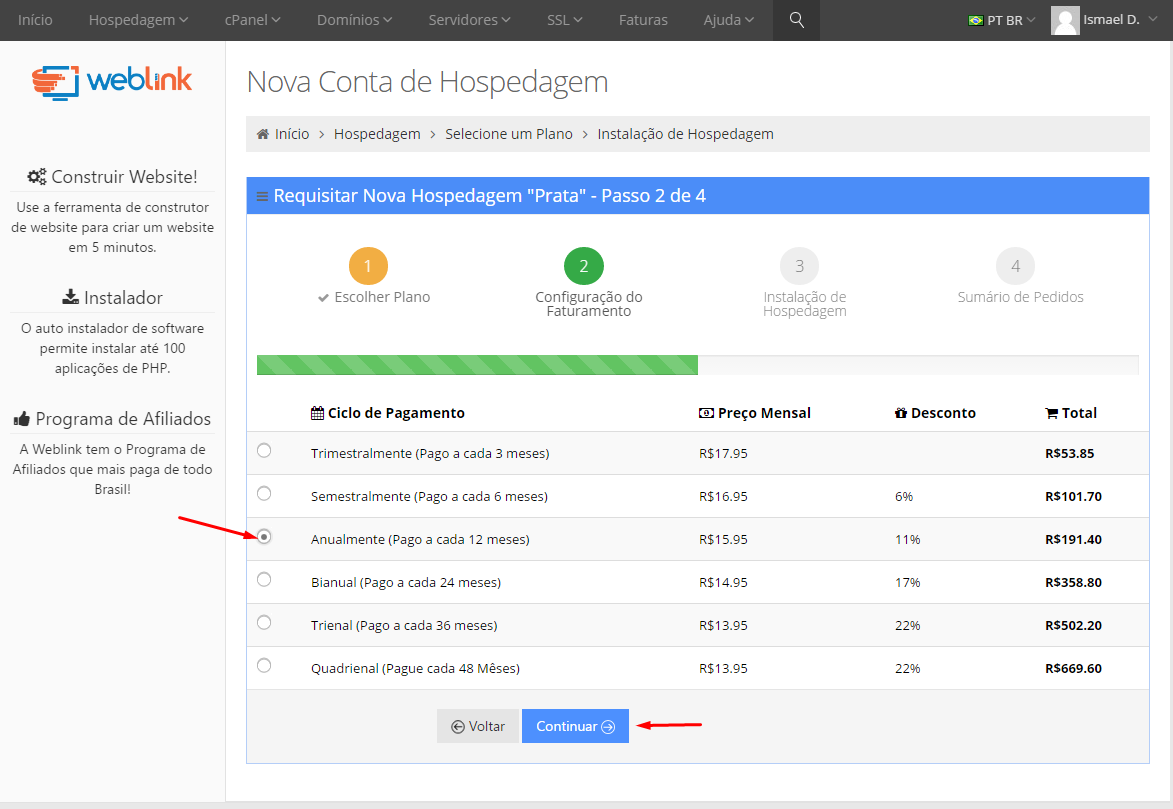 Início Hospedagem cPanel Domínios Servidores SSL Faturas Ajuda PT BR Ismael D.
weblink
Construir Website!
Use a ferramenta de construtor
de website para criar um website
em 5 minutos.
Instalador
O auto instalador de software
permite instalar até 100
aplicações de PHP.
Programa de Afiliados
A Weblink tem o Programa de
Afiliados que mais paga de todo
Brasil!
Nova Conta de Hospedagem
Início > Hospedagem > Selecione um Plano > Instalação de Hospedagem
Requisitar Nova Hospedagem "Prata" - Passo 2 de 4
1
Escolher Plano
2
Configuração do
Faturamento
3
Instalação de
Hospedagem
4
Sumário de Pedidos
Ciclo de Pagamento Preço Mensal Desconto Total
Trimestralmente (Pago a cada 3 meses) R$17.95 R$53.85
Semestralmente (Pago a cada 6 meses) R$16.95 6% R$101.70
Anualmente (Pago a cada 12 meses) R$15.95 11% R$191.40
Bianual (Pago a cada 24 meses) R$14.95 17% R$358.80
Trienal (Pago a cada 36 meses) R$13.95 22% R$502.20
Quadrienal (Pague cada 48 Mêses) R$13.95 22% R$669.60
Voltar Continuar